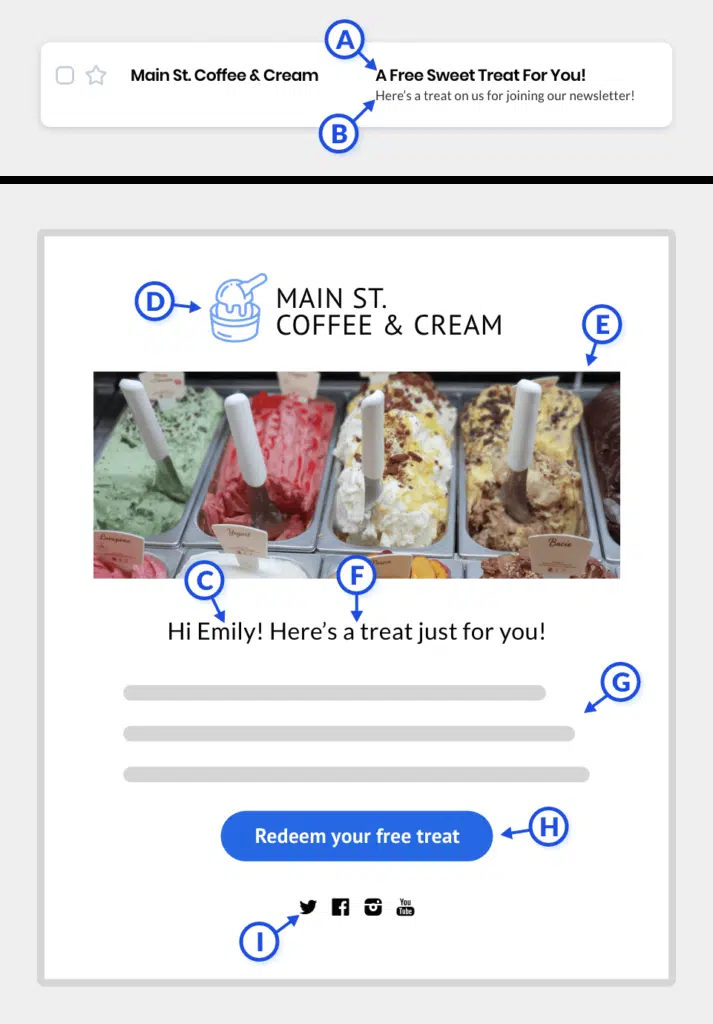 A
Main St. Coffee & Cream
A Free Sweet Treat For You!
Here's a treat on us for joining our newsletter!
B
D
MAIN ST.
COFFEE & CREAM
E
Yogurt
Bacio
C
F
Hi Emily! Here's a treat just for you!
G
Redeem your free treat
H
You
Tube
I